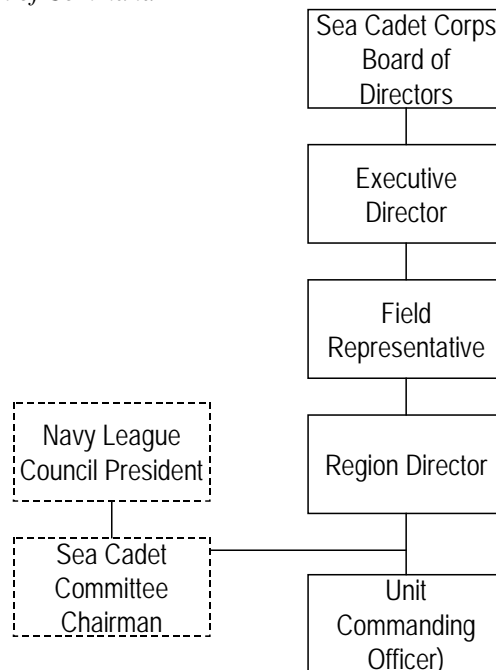 Sea Cadet Corps
Board of
Directors
Executive
Director
Field
Representative
Navy League
Council President
Region Director
Sea Cadet
Committee
Chairman
Unit
Commanding
Officer)